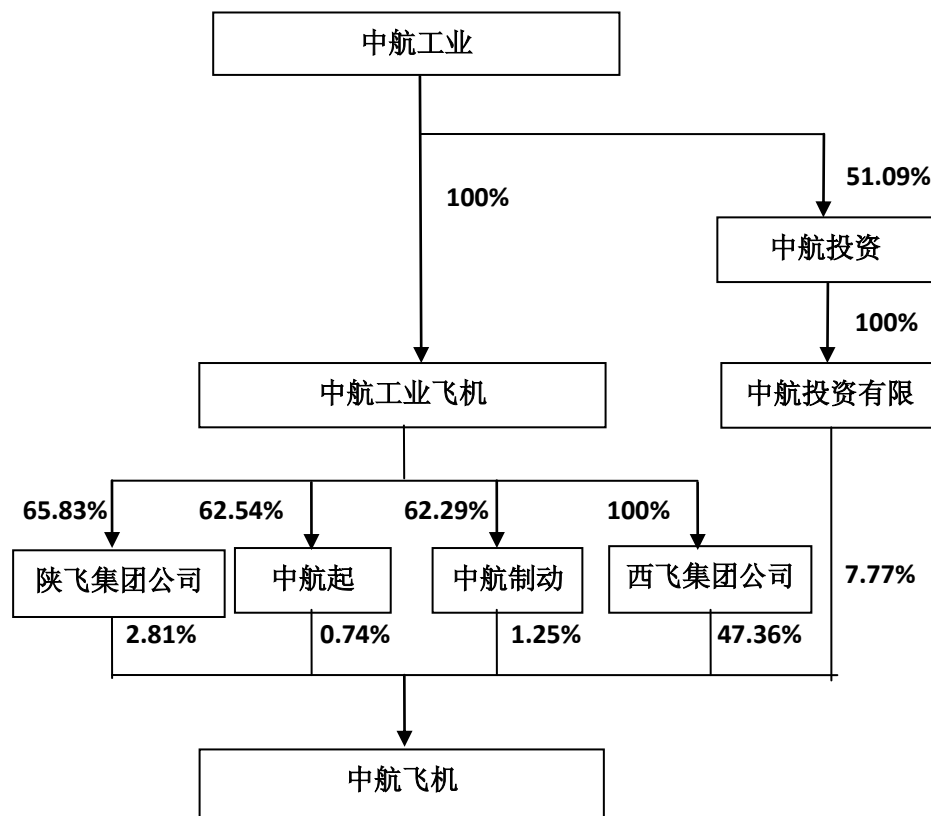 中航工业
51.09%
100%
中航投资
100%
中航工业飞机
中航投资有限
65.83%
62.54%
62.29%
100%
陕飞集团公司
中航起
中航制动
西飞集团公司
7.77%
2.81%
0.74%
1.25%
47.36%
中航飞机